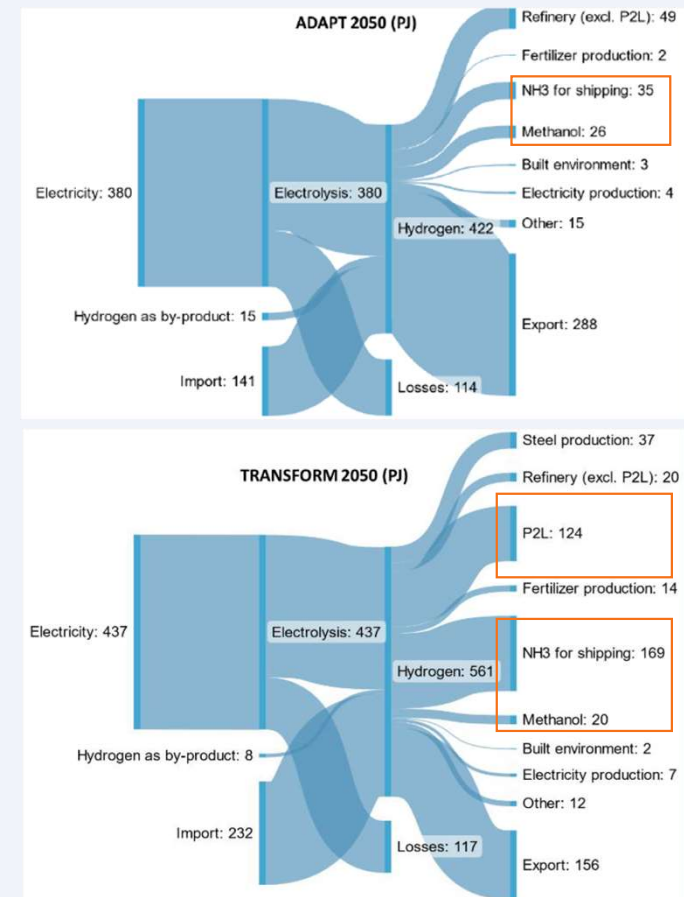 ADAPT 2050 (PJ)
Refinery (excl. P2L): 49
Fertilizer production: 2
NH3 for shipping: 35
Methanol: 26
Built environment: 3
Electricity: 380
Electrolysis: 380
Electricity production: 4
Hydrogen: 422
Other: 15
Hydrogen as by-product: 15
Export: 288
Import: 141
Losses: 114
TRANSFORM 2050 (PJ)
Steel production: 37
Refinery (excl. P2L): 20
P2L: 124
Fertilizer production: 14
Electricity: 437
Electrolysis: 437
NH3 for shipping: 169
Hydrogen: 561
Methanol: 20
Built environment: 2
Hydrogen as by-product: 8
Electricity production: 7
Other: 12
Import: 232
Losses: 117
Export: 156